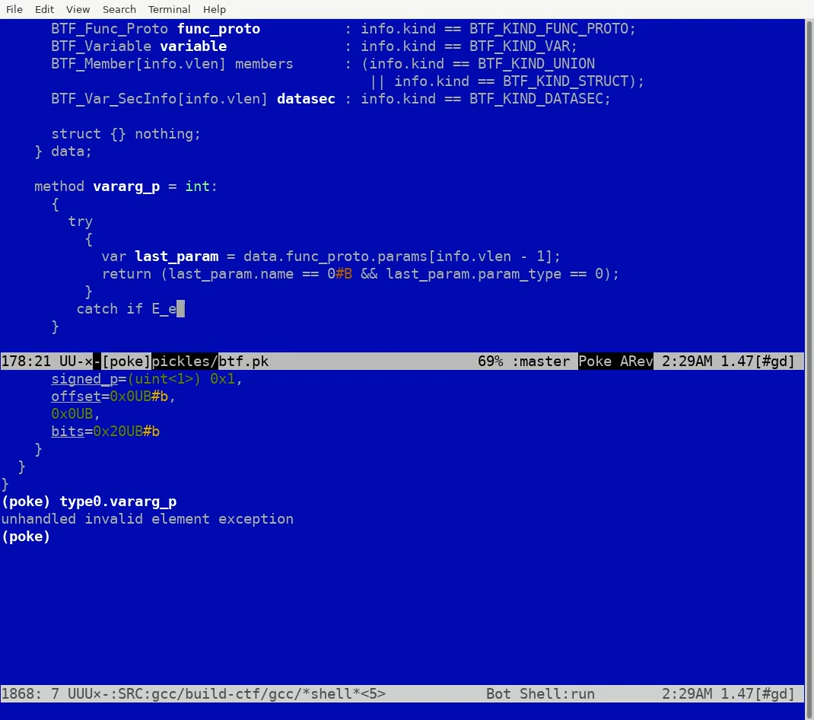 File Edit View Search Terminal Help
BTF_Func_Proto func_proto : info.kind == BTF_KIND_FUNC_PROTO;
BTF_Variable variable : info.kind == BTF_KIND_VAR;
BTF_Member[info.vlen] members : (info.kind == BTF_KIND_UNION
|| info.kind == BTF_KIND_STRUCT);
BTF_Var_SecInfo[info.vlen] datasec : info.kind == BTF_KIND_DATASEC;
struct {} nothing;
} data;
method vararg_p = int:
{
try
{
var last_param = data.func_proto.params[info.vlen - 1];
return (last_param.name == 0#B && last_param.param_type == 0);
}
catch if E_e
}
178:21 UU-×-[poke]pickles/btf.pk 69% :master Poke ARev 2:29AM 1.47[#gd]
signed_p=(uint<1>) 0x1,
offset=0x0UB#b,
0x0UB,
bits=0x20UB#b
}
}
}
(poke) type0.vararg_p
unhandled invalid element exception
(poke)
1868: 7 UUU×-:SRC:gcc/build-ctf/gcc/*shell*<5> Bot Shell:run 2:29AM 1.47[#gd]